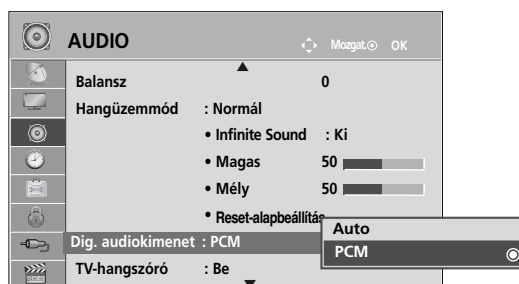 AUDIO Mozgat. OK
Balansz 0
Hangüzemmód : Normál
• Infinite Sound : Ki
• Magas 50
• Mély 50
• Reset-alapbeállítás
Auto
Dig. audiokimenet : PCM
PCM
TV-hangszóró : Be